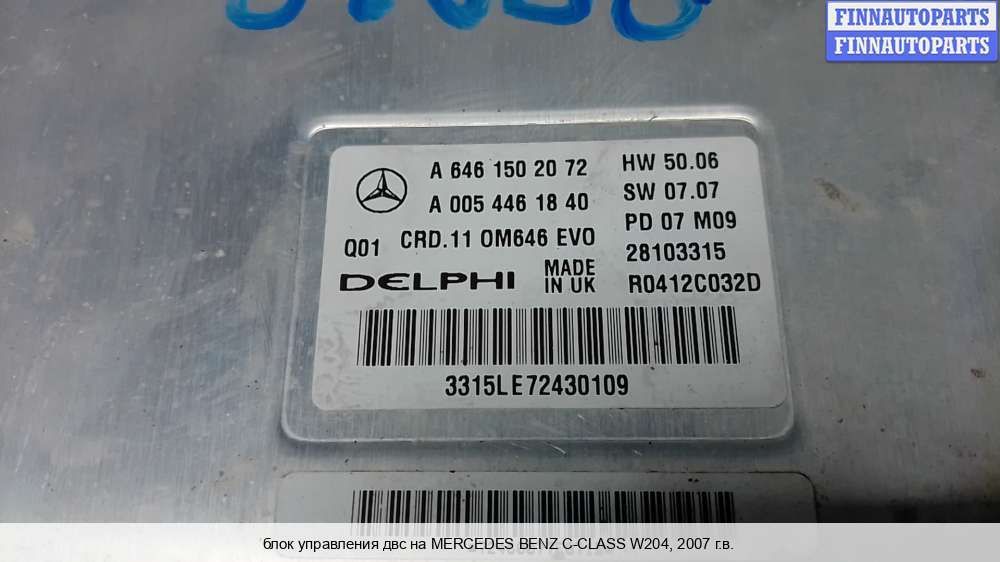 FINNAUTOPARTS
FINNAUTOPARTS
A 646 150 20 72 HW 50.06
A 005 446 18 40 SW 07.07
Q01 CRD.11 OM646 EVO PD 07 M09
28103315
DELPHI MADE IN UK R0412C032D
3315LE72430109
блок управления двс на MERCEDES BENZ C-CLASS W204, 2007 г.в.